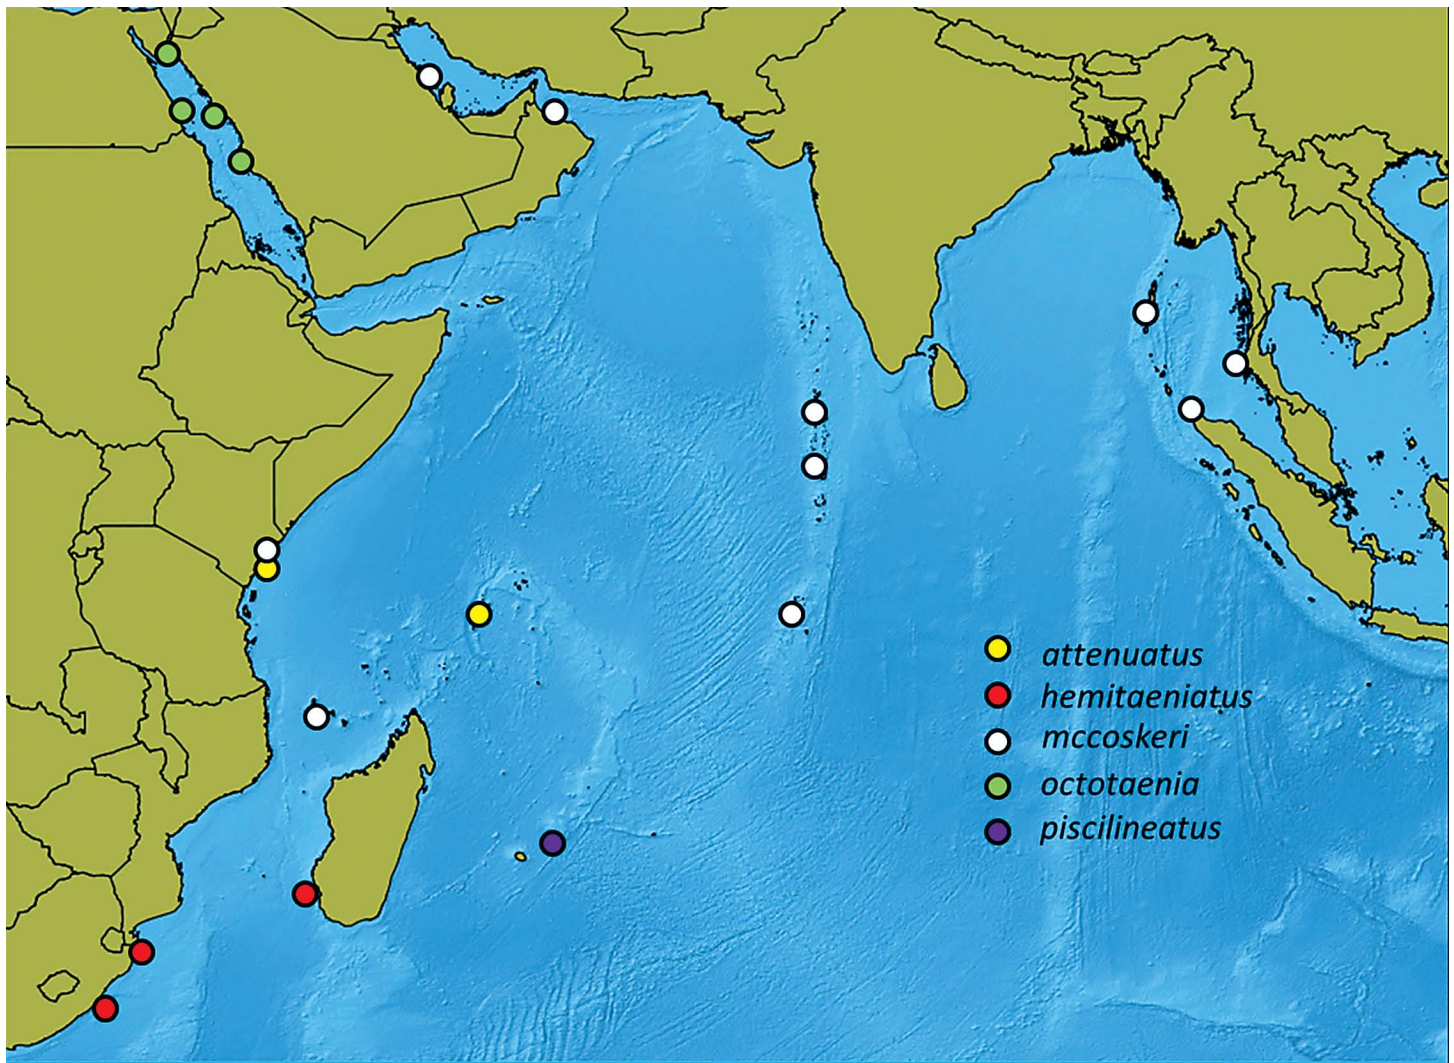 attenuatus
hemitaeniatus
mccoskeri
octotaenia
piscilineatus